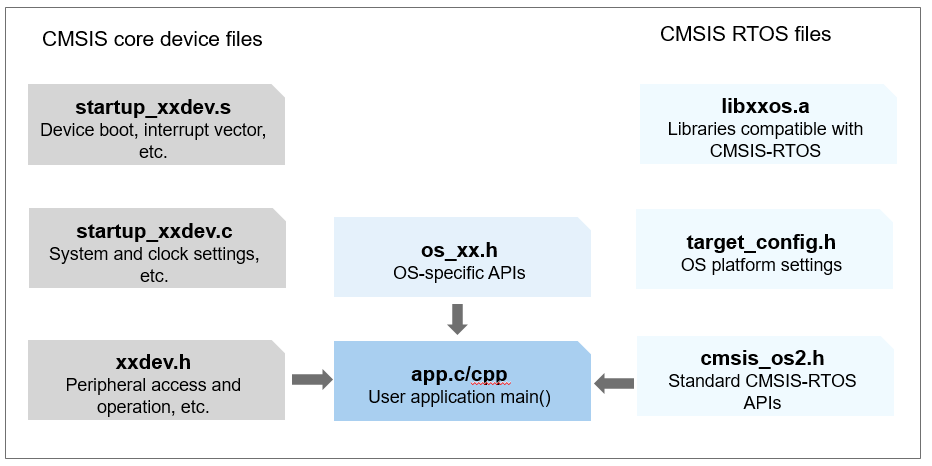 CMSIS core device files
CMSIS RTOS files
startup_xxdev.s
Device boot, interrupt vector,
etc.
libxxos.a
Libraries compatible with
CMSIS-RTOS
startup_xxdev.c
System and clock settings,
etc.
os_xx.h
OS-specific APIs
target_config.h
OS platform settings
xxdev.h
Peripheral access and
operation, etc.
app.c/cpp
User application main()
cmsis_os2.h
Standard CMSIS-RTOS
APIs